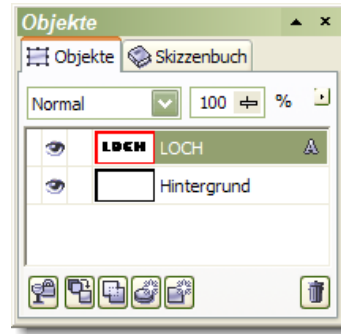 Objekte
Objekte Skizzenbuch
Normal 100 %
LOCH LOCH A
Hintergrund